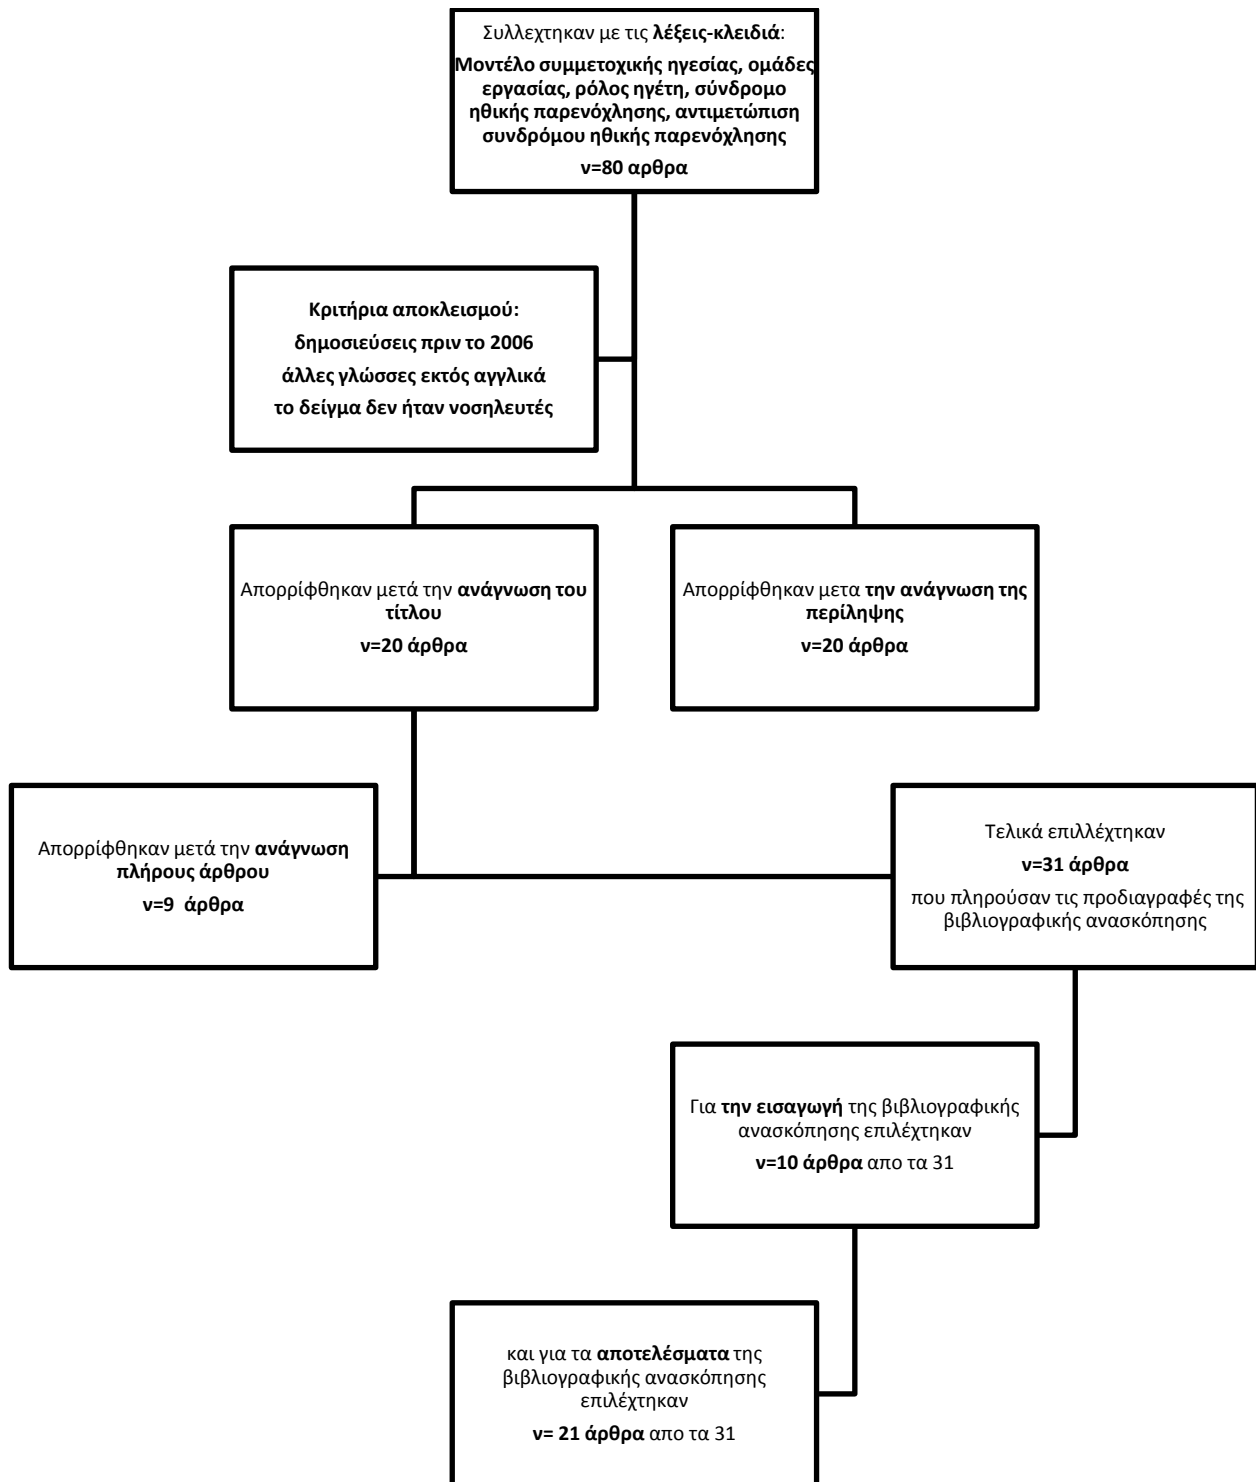 Συλλεχτηκαν με τις λέξεις-κλειδιά:
Μοντέλο συμμετοχικής ηγεσίας, ομάδες
εργασίας, ρόλος ηγέτη, σύνδρομο
ηθικής παρενόχλησης, αντιμετώπιση
συνδρόμου ηθικής παρενόχλησης
ν=80 αρθρα
Κριτήρια αποκλεισμού:
δημοσιεύσεις πριν το 2006
άλλες γλώσσες εκτός αγγλικά
το δείγμα δεν ήταν νοσηλευτές
Απορρίφθηκαν μετά την ανάγνωση του
τίτλου
ν=20 άρθρα
Απορρίφθηκαν μετα την ανάγνωση της
περίληψης
ν=20 άρθρα
Απορρίφθηκαν μετά την ανάγνωση
πλήρους άρθρου
ν=9 άρθρα
Τελικά επιλλέχτηκαν
ν=31 άρθρα
που πληρούσαν τις προδιαγραφές της
βιβλιογραφικής ανασκόπησης
Για την εισαγωγή της βιβλιογραφικής
ανασκόπησης επιλέχτηκαν
ν=10 άρθρα απο τα 31
και για τα αποτελέσματα της
βιβλιογραφικής ανασκόπησης
επιλέχτηκαν
ν= 21 άρθρα απο τα 31